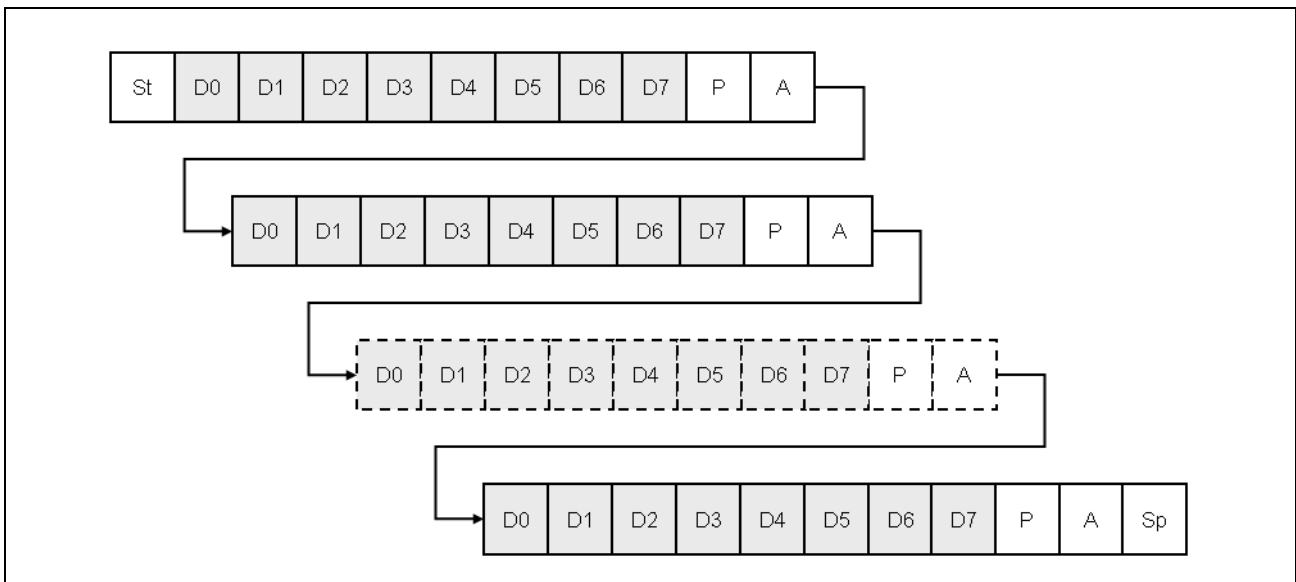 St D0 D1 D2 D3 D4 D5 D6 D7 P A
D0 D1 D2 D3 D4 D5 D6 D7 P A
D0 D1 D2 D3 D4 D5 D6 D7 P A
D0 D1 D2 D3 D4 D5 D6 D7 P A Sp